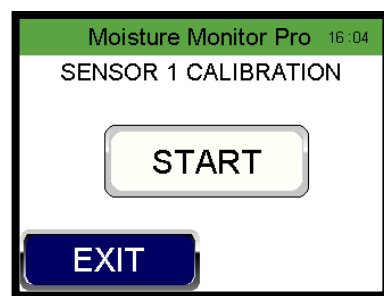 Moisture Monitor Pro 16:04
SENSOR 1 CALIBRATION
START
EXIT